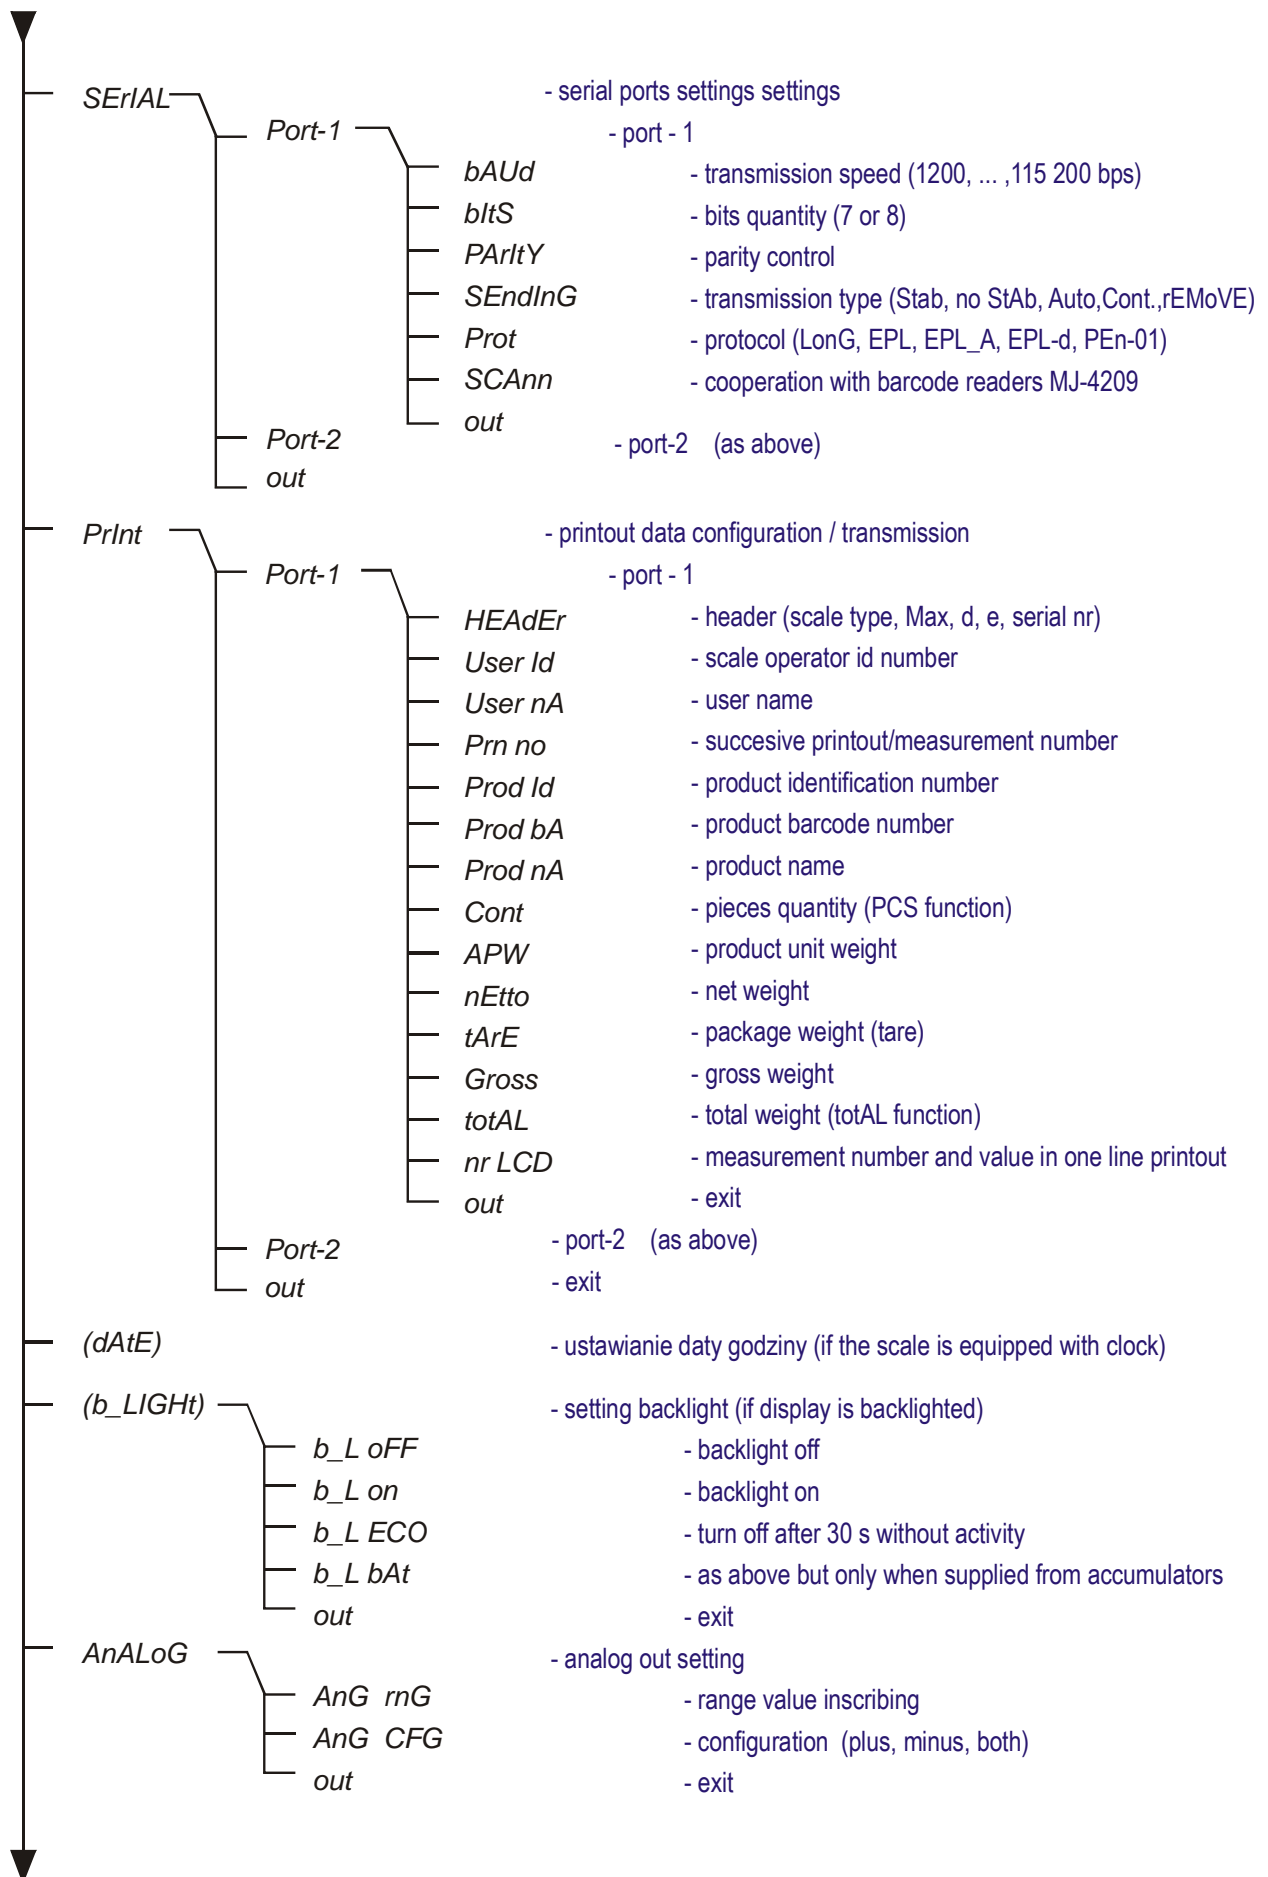 SErIAL - serial ports settings settings
Port-1 - port - 1
bAUd - transmission speed (1200, ... ,115 200 bps)
bItS - bits quantity (7 or 8)
PArItY - parity control
SEndInG - transmission type (Stab, no StAb, Auto,Cont.,rEMoVE)
Prot - protocol (LonG, EPL, EPL_A, EPL-d, PEn-01)
SCAnn - cooperation with barcode readers MJ-4209
out
Port-2 - port-2 (as above)
out
PrInt - printout data configuration / transmission
Port-1 - port - 1
HEAdEr - header (scale type, Max, d, e, serial nr)
User Id - scale operator id number
User nA - user name
Prn no - succesive printout/measurement number
Prod Id - product identification number
Prod bA - product barcode number
Prod nA - product name
Cont - pieces quantity (PCS function)
APW - product unit weight
nEtto - net weight
tArE - package weight (tare)
Gross - gross weight
totAL - total weight (totAL function)
nr LCD - measurement number and value in one line printout
out - exit
Port-2 - port-2 (as above)
out - exit
(dAtE) - ustawianie daty godziny (if the scale is equipped with clock)
(b_LIGHt) - setting backlight (if display is backlighted)
b_L oFF - backlight off
b_L on - backlight on
b_L ECO - turn off after 30 s without activity
b_L bAt - as above but only when supplied from accumulators
out - exit
AnALoG - analog out setting
AnG rnG - range value inscribing
AnG CFG - configuration (plus, minus, both)
out - exit